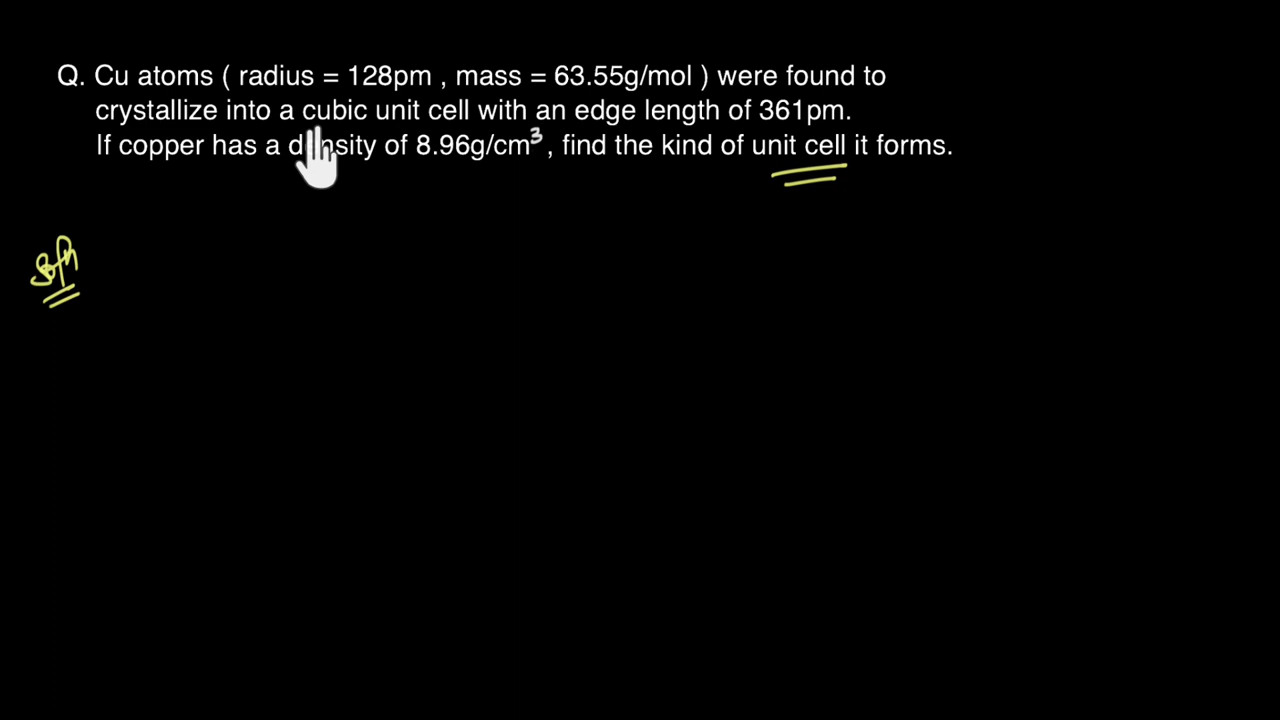 Q. Cu atoms ( radius = 128pm , mass = 63.55g/mol ) were found to
crystallize into a cubic unit cell with an edge length of 361pm.
If copper has a density of 8.96g/cm³ , find the kind of unit cell it forms.
Sol^n